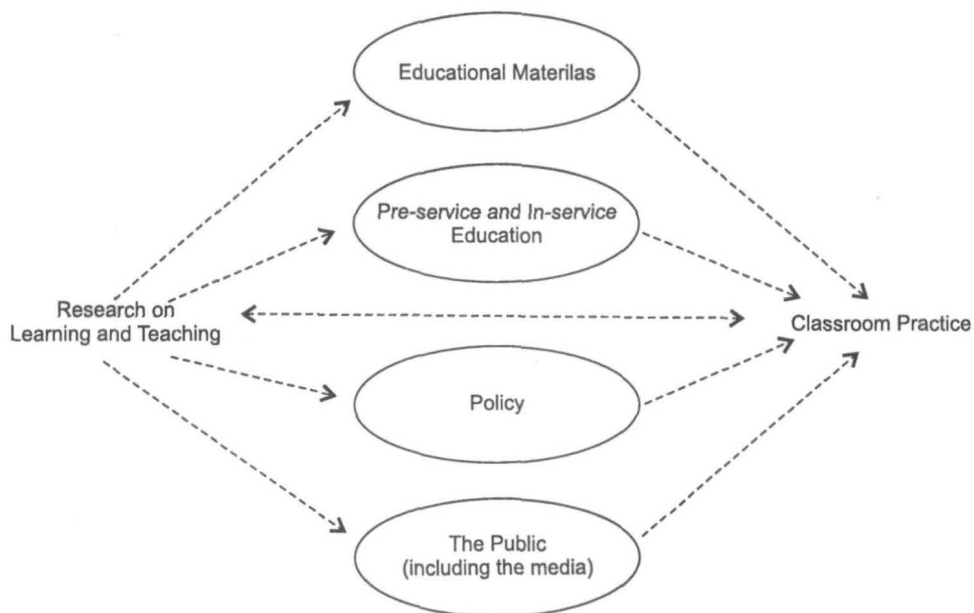 Educational Materilas
Pre-service and In-service
Education
Research on
Learning and Teaching
Classroom Practice
Policy
The Public
(including the media)